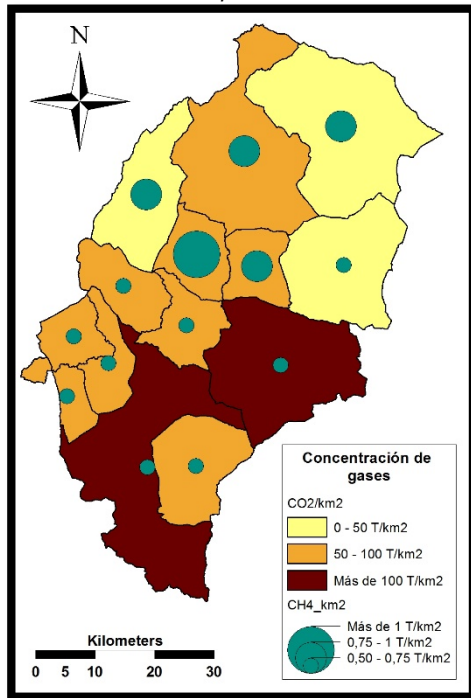 N
Concentración de
gases
CO2/km2
0 - 50 T/km2
50 - 100 T/km2
Más de 100 T/km2
CH4_km2
Más de 1 T/km2
0,75 - 1 T/km2
0,50 - 0,75 T/km2
Kilometers
0 5 10 20 30